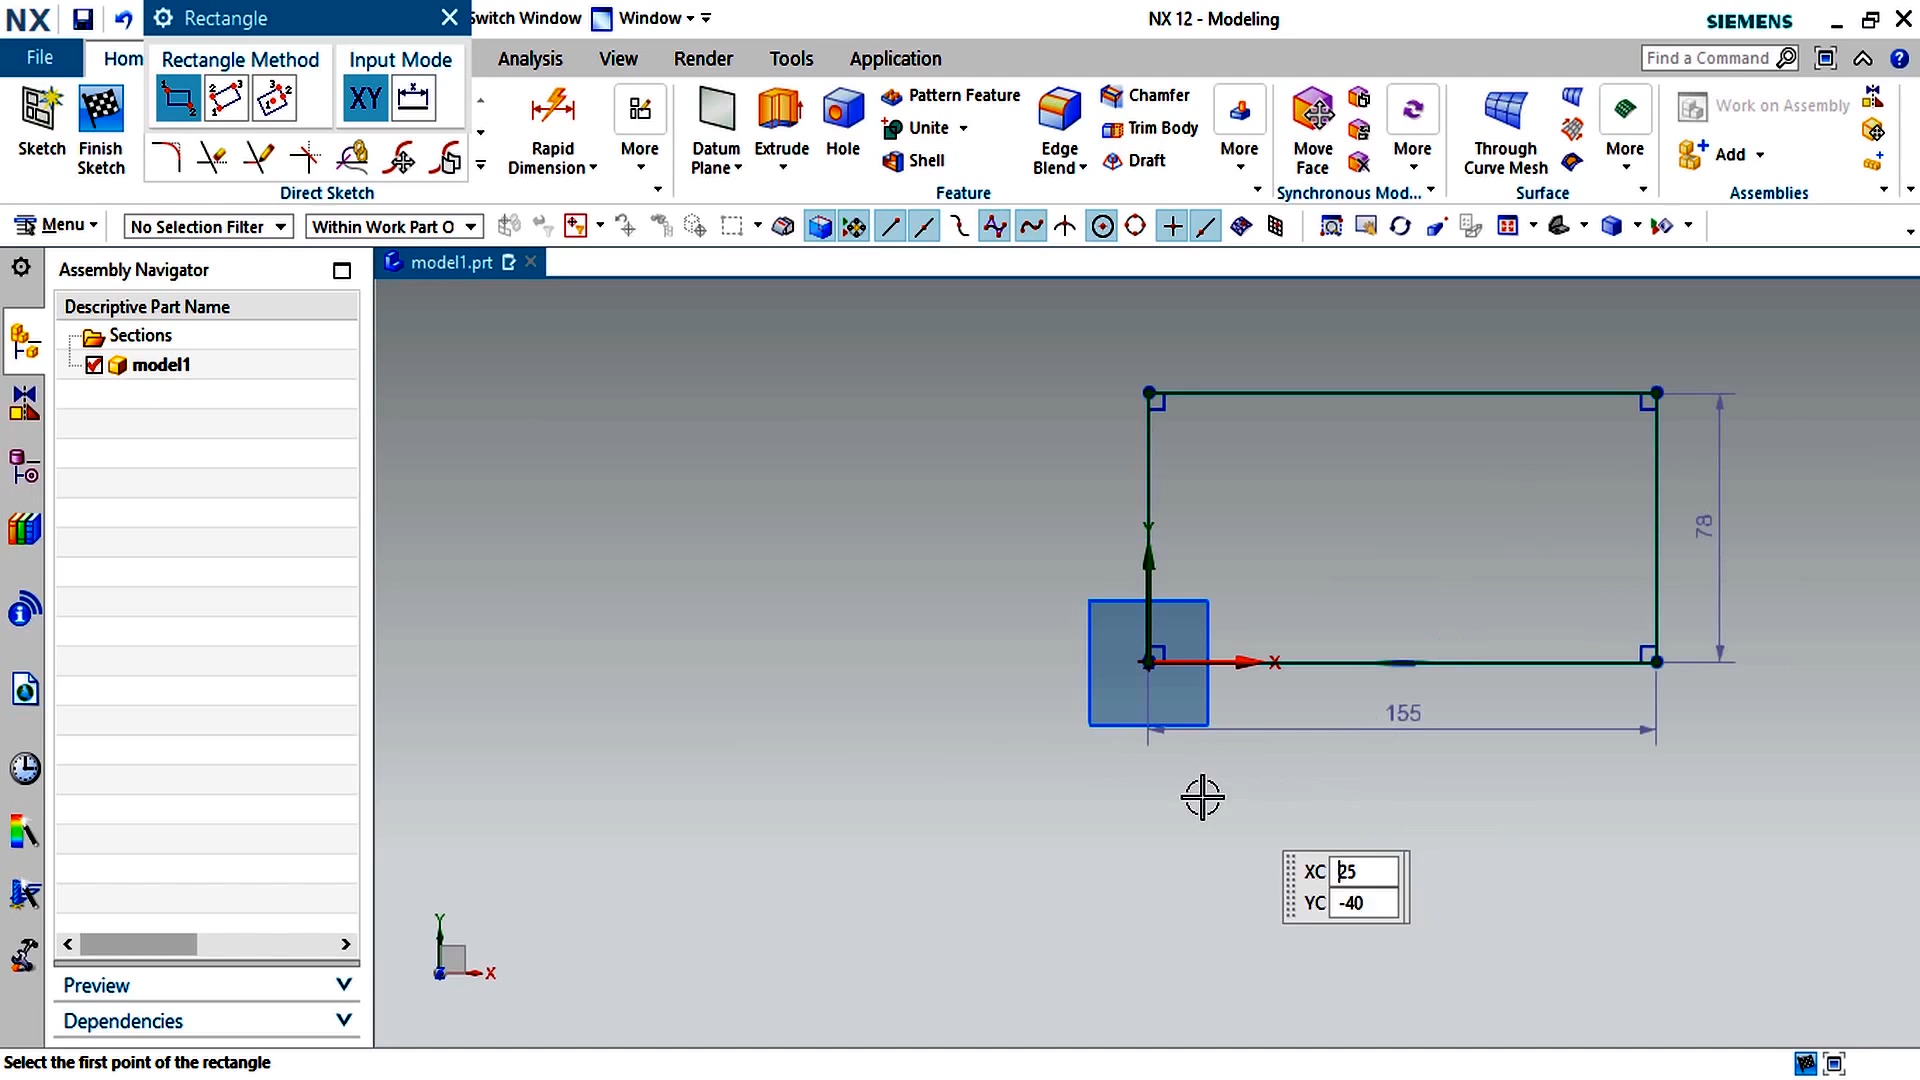 NX Rectangle Switch Window Window NX 12 - Modeling SIEMENS
File Hom Rectangle Method Input Mode Analysis View Render Tools Application Find a Command
XY
Sketch Finish Sketch
Direct Sketch
Rapid Dimension More
Datum Plane Extrude Hole Pattern Feature Unite Shell Edge Blend Chamfer Trim Body Draft More
Feature
Move Face More
Synchronous Mod...
Through Curve Mesh More
Surface
Work on Assembly
Add
Assemblies
Menu No Selection Filter Within Work Part O
Assembly Navigator model1.prt
Descriptive Part Name
Sections
model1
78
Y
X
155
XC 25
YC -40
Y
X
Preview
Dependencies
Select the first point of the rectangle